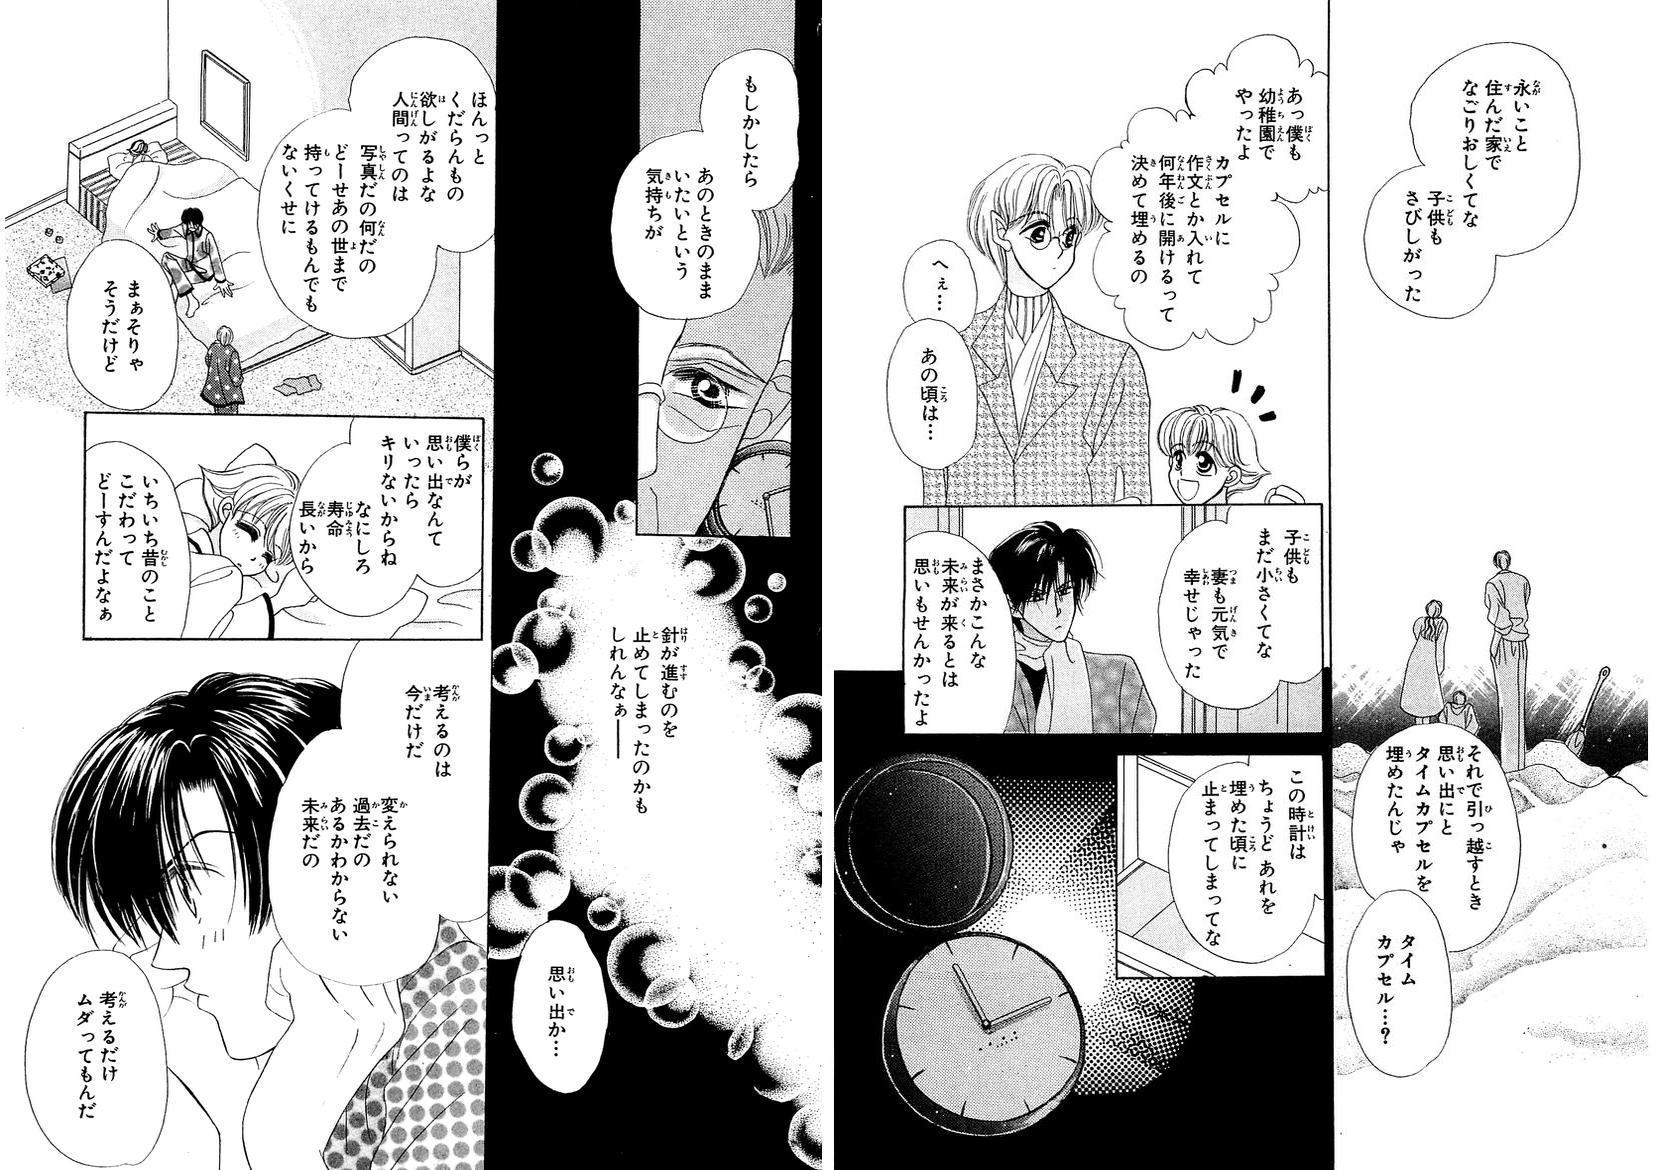 永いこと
住んだ家で
なごりおしくてな
子供も
さびしがった
それで引っ越すとき
思い出にと
タイムカプセルを
埋めたんじゃ
タイム
カプセル…?
あっ僕も
幼稚園で
やったよ
カプセルに
作文とか入れて
何年後に開けるって
決めて埋めるの
へぇ…
あの頃は…
子供も
まだ小さくてな
妻も元気で
幸せじゃった
まさかこんな
未来が来るとは
思いもせんかったよ
この時計は
ちょうどあれを
埋めた頃に
止まってしまってな
もしかしたら
あのときのまま
いたいという
気持ちが
針が進むのを
止めてしまったのかも
しれんなぁ――
思い出か…
ほんっと
くだらんもの
欲しがるよな
人間ってのは
写真だの何だの
どーせあの世まで
持ってけるもんでも
ないくせに
まぁそりゃ
そうだけど
僕らが
思い出なんて
いったら
キリないからね
なにしろ
寿命
長いから
いちいち昔のこと
こだわって
どーすんだよなぁ
考えるのは
今だけだ
変えられない
過去だの
あるかわからない
未来だの
考えるだけ
ムダってもんだ